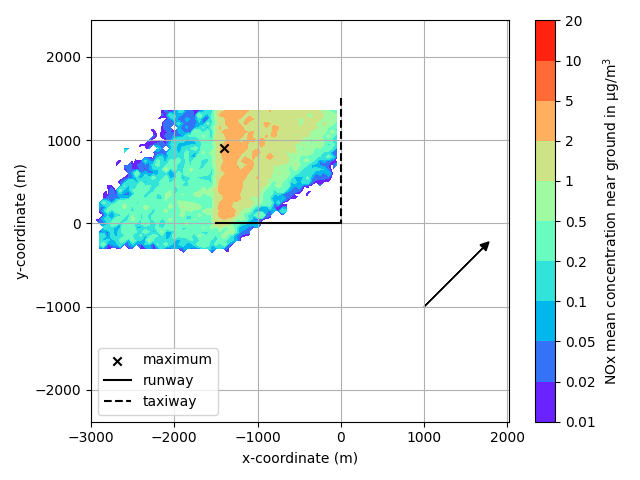 2000
1000
0
−1000
−2000
y-coordinate (m)
−3000 −2000 −1000 0 1000 2000
x-coordinate (m)
maximum
runway
taxiway
20
10
5
2
1
0.5
0.2
0.1
0.05
0.02
0.01
NOx mean concentration near ground in µg/m³